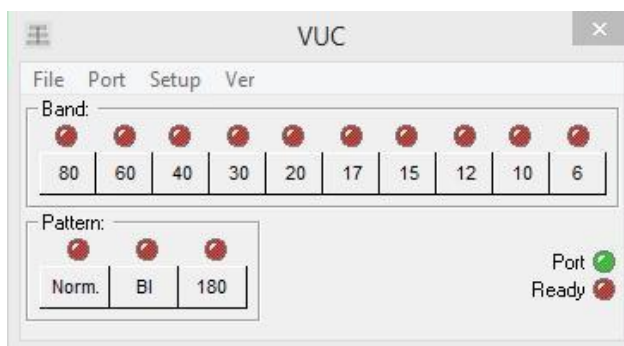 VUC
File Port Setup Ver
Band:
80 60 40 30 20 17 15 12 10 6
Pattern:
Norm. BI 180
Port
Ready